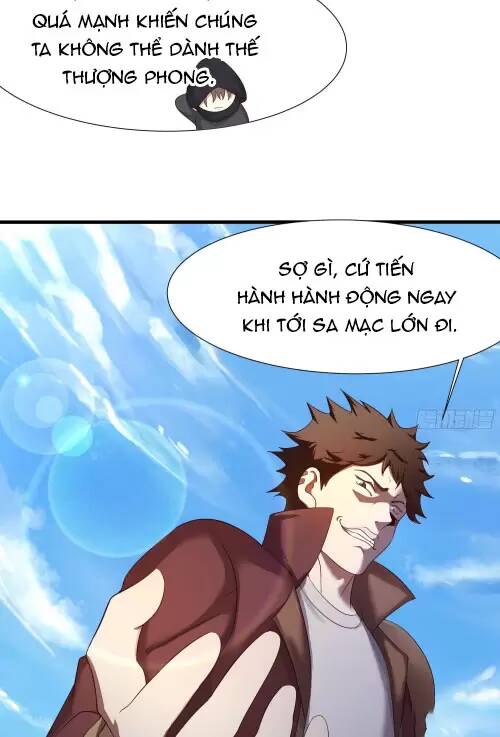 QUÁ MẠNH KHIẾN CHÚNG
TA KHÔNG THỂ DÀNH THẾ
THƯỢNG PHONG.
SỢ GÌ, CỨ TIẾN
HÀNH HÀNH ĐỘNG NGAY
KHI TỚI SA MẠC LỚN ĐI.